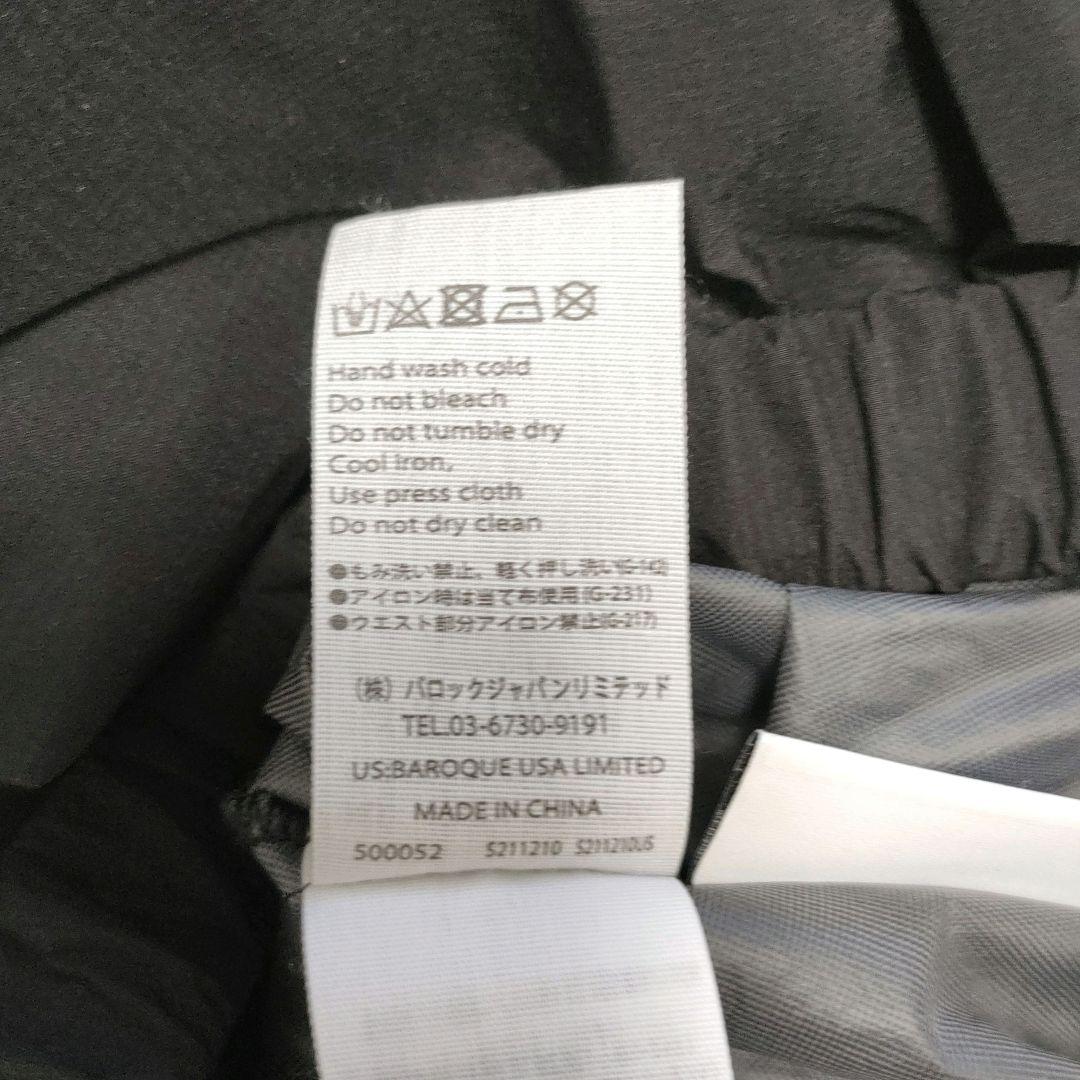 Hand wash cold
Do not bleach
Do not tumble dry
Cool iron,
Use press cloth
Do not dry clean
●もみ洗い禁止、軽く押し洗い
●アイロン時は当て布使用(G-231)
●ウエスト部分アイロン禁止(G-217)
(株)バロックジャパンリミテッド
TEL.03-6730-9191
US:BAROQUE USA LIMITED
MADE IN CHINA
500052 S211210 S211210US